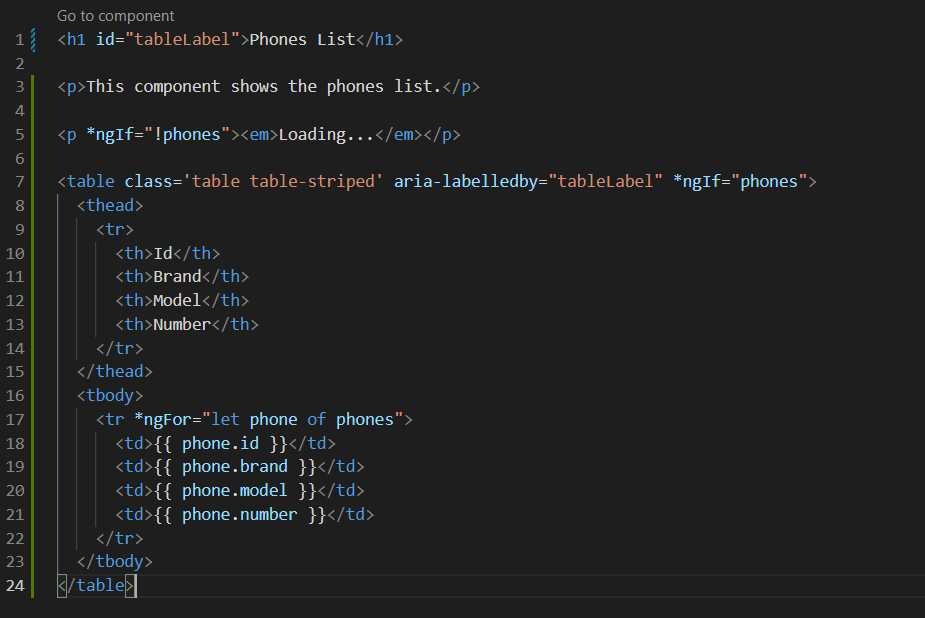 Go to component
1 <h1 id="tableLabel">Phones List</h1>
2
3 <p>This component shows the phones list.</p>
4
5 <p *ngIf="!phones"><em>Loading...</em></p>
6
7 <table class='table table-striped' aria-labelledby="tableLabel" *ngIf="phones">
8   <thead>
9     <tr>
10       <th>Id</th>
11       <th>Brand</th>
12       <th>Model</th>
13       <th>Number</th>
14     </tr>
15   </thead>
16   <tbody>
17     <tr *ngFor="let phone of phones">
18       <td>{{ phone.id }}</td>
19       <td>{{ phone.brand }}</td>
20       <td>{{ phone.model }}</td>
21       <td>{{ phone.number }}</td>
22     </tr>
23   </tbody>
24 </table>